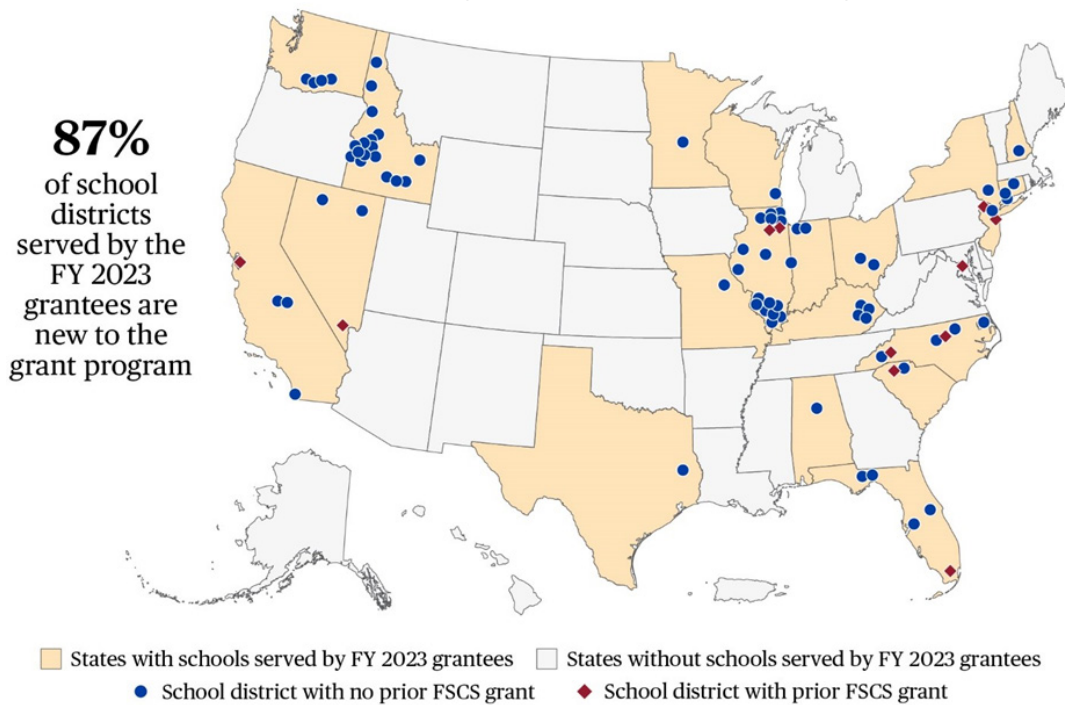 87%
of school
districts
served by the
FY 2023
grantees are
new to the
grant program
States with schools served by FY 2023 grantees
States without schools served by FY 2023 grantees
School district with no prior FSCS grant
School district with prior FSCS grant